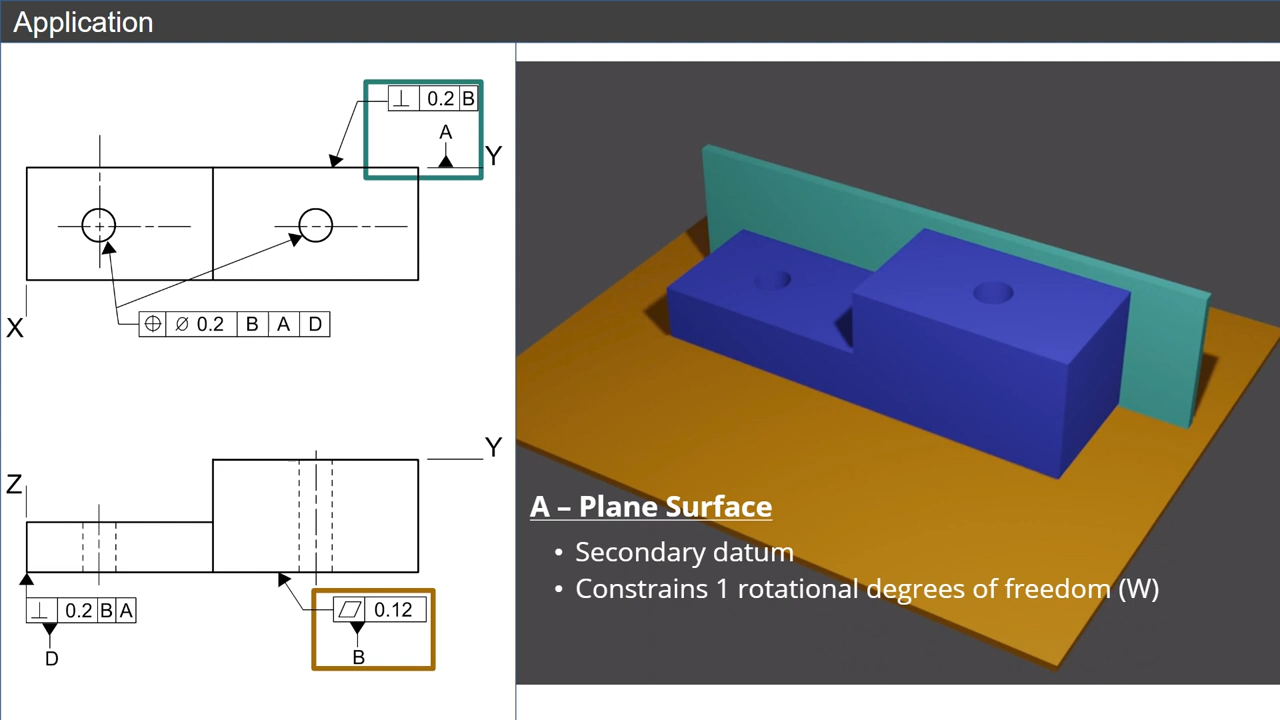 Application
⊥ 0.2 B
A
Y
X
⌖ ⌀ 0.2 B A D
Y
Z
⊥ 0.2 B A
D
⏥ 0.12
B
A – Plane Surface
• Secondary datum
• Constrains 1 rotational degrees of freedom (W)